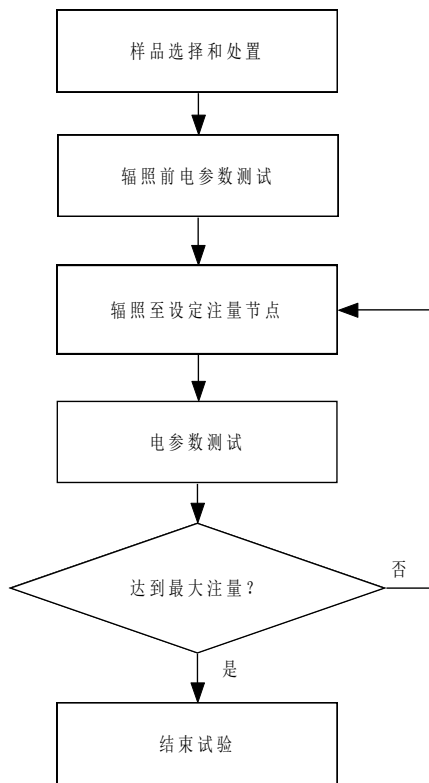 样品选择和处置
辐照前电参数测试
辐照至设定注量节点
电参数测试
达到最大注量?
否
是
结束试验